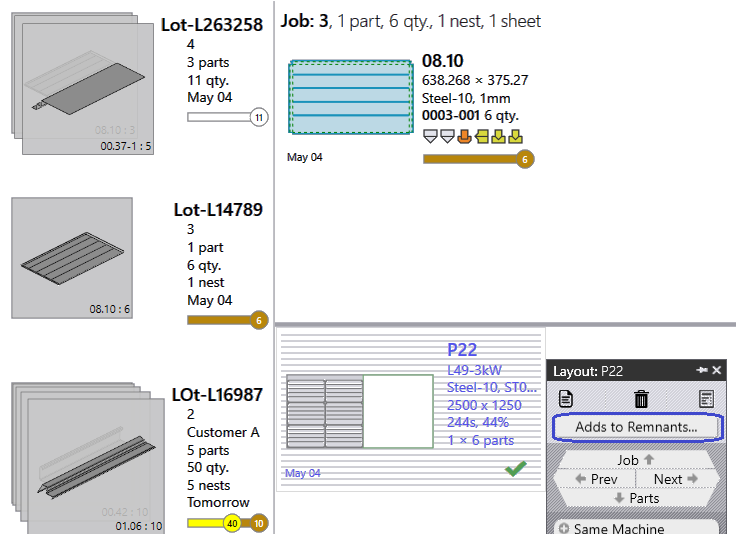 Lot-L263258
4
3 parts
11 qty.
May 04
11
08.10 : 3
00.37-1 : 5
Lot-L14789
3
1 part
6 qty.
1 nest
May 04
6
08.10 : 6
LOt-L16987
2
Customer A
5 parts
50 qty.
5 nests
Tomorrow
40
10
00.42 : 10
01.06 : 10
Job: 3, 1 part, 6 qty., 1 nest, 1 sheet
08.10
638.268 × 375.27
Steel-10, 1mm
0003-001 6 qty.
May 04
6
P22
L49-3kW
Steel-10, ST0...
2500 x 1250
244s, 44%
1 × 6 parts
May 04
Layout: P22
Adds to Remnants...
Job
Prev
Next
Parts
Same Machine